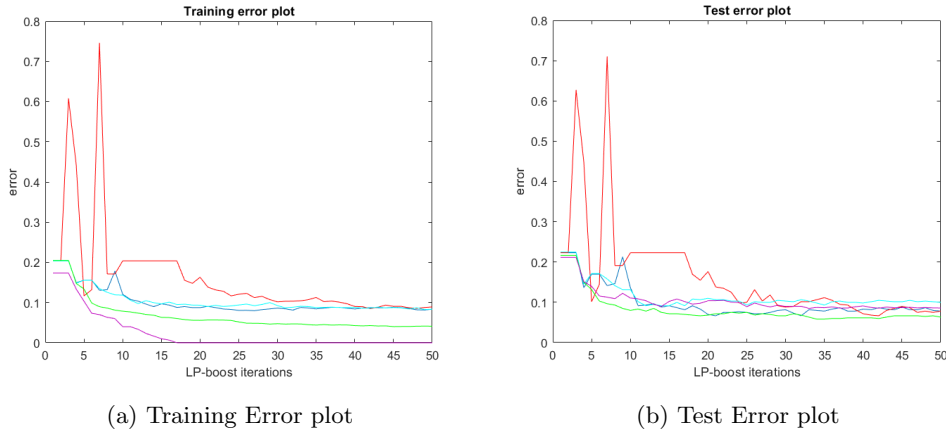 Training error plot
error
0.8
0.7
0.6
0.5
0.4
0.3
0.2
0.1
0
0 5 10 15 20 25 30 35 40 45 50
LP-boost iterations
(a) Training Error plot
Test error plot
error
0.8
0.7
0.6
0.5
0.4
0.3
0.2
0.1
0
0 5 10 15 20 25 30 35 40 45 50
LP-boost iterations
(b) Test Error plot